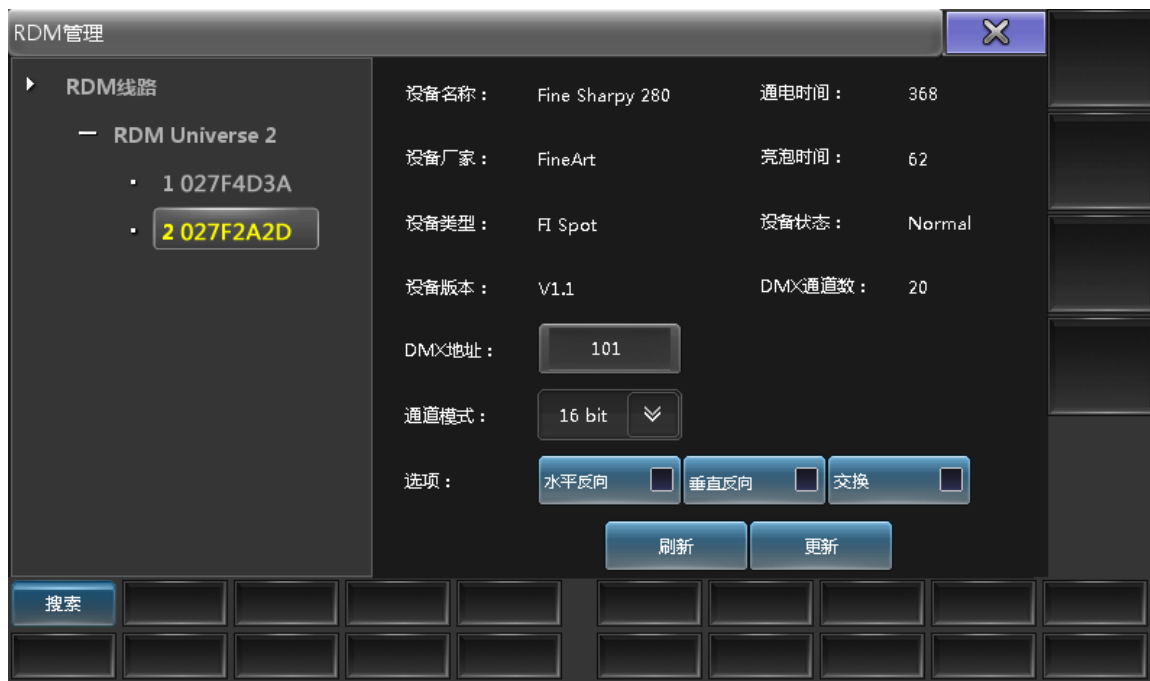 RDM管理
RDM线路
RDM Universe 2
1 027F4D3A
2 027F2A2D
设备名称： Fine Sharpy 280 通电时间： 368
设备厂家： FineArt 亮泡时间： 62
设备类型： FI Spot 设备状态： Normal
设备版本： V1.1 DMX通道数： 20
DMX地址： 101
通道模式： 16 bit
选项： 水平反向 垂直反向 交换
刷新 更新
搜索